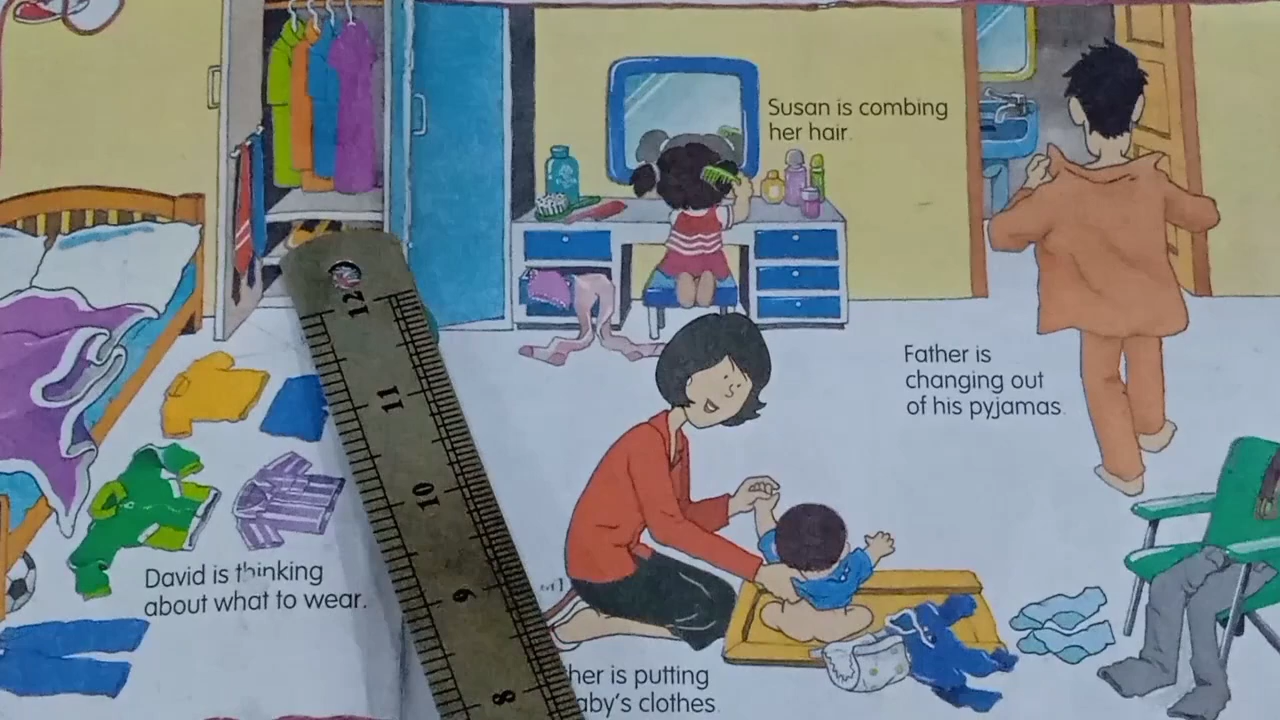 Susan is combing
her hair.
Father is
changing out
of his pyjamas.
David is thinking
about what to wear.
her is putting
aby's clothes.
12
11
10
9
8